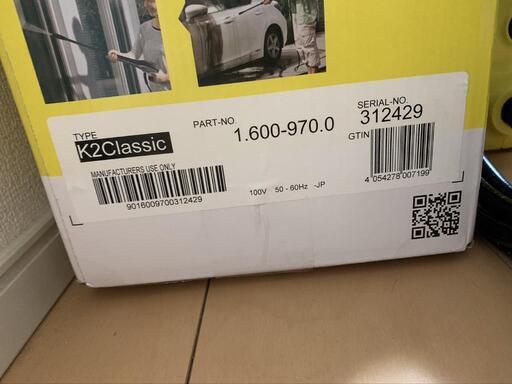 TYPE
K2Classic
PART-NO.
1.600-970.0
SERIAL-NO.
312429
GTIN
MANUFACTURERS USE ONLY
9016009700312429
100V 50 - 60Hz -JP
4 054278 007199